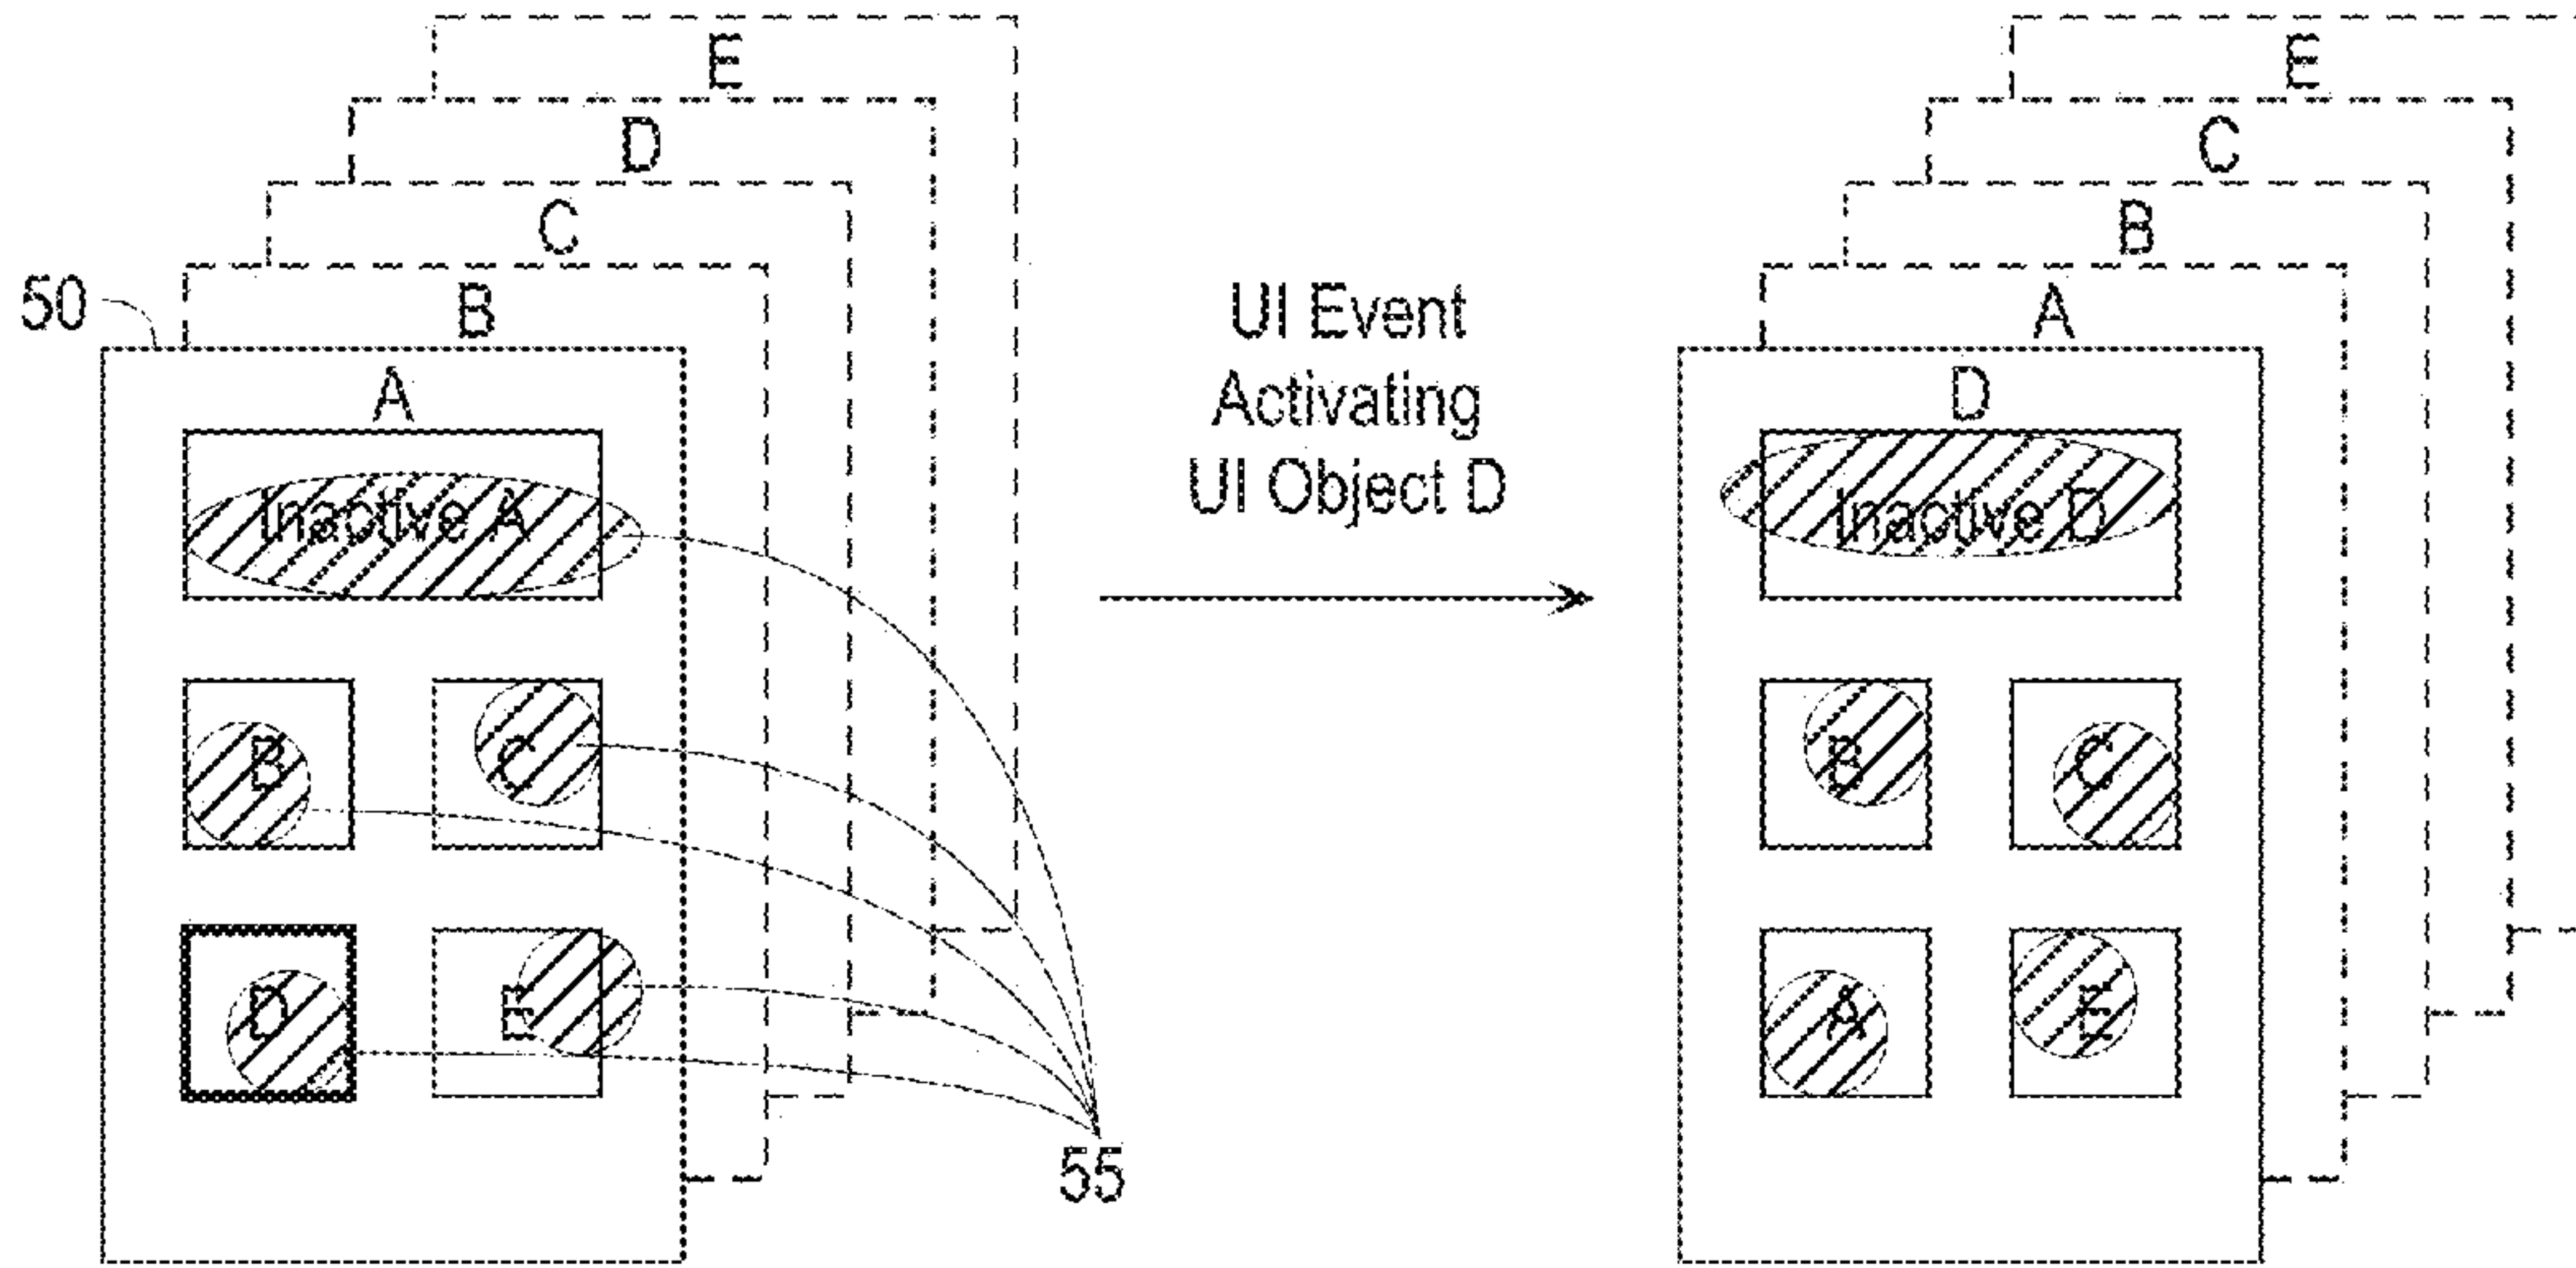 E
D
C
B
50
A
Inactive A
B C
D E
55
UI Event
Activating
UI Object D
E
C
B
A
D
Inactive D
B C
A E